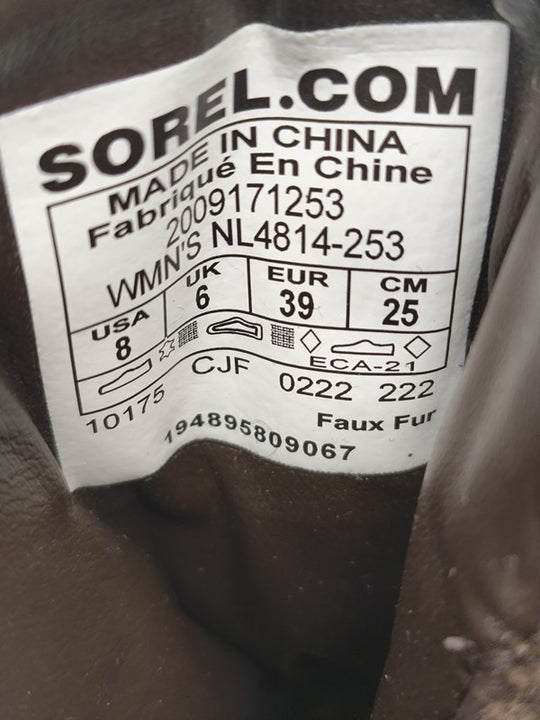 SOREL.COM
MADE IN CHINA
Fabriqué En Chine
2009171253
WMN'S NL4814-253
USA UK EUR CM
8 6 39 25
ECA-21
10175 CJF 0222 222
Faux Fur
194895809067